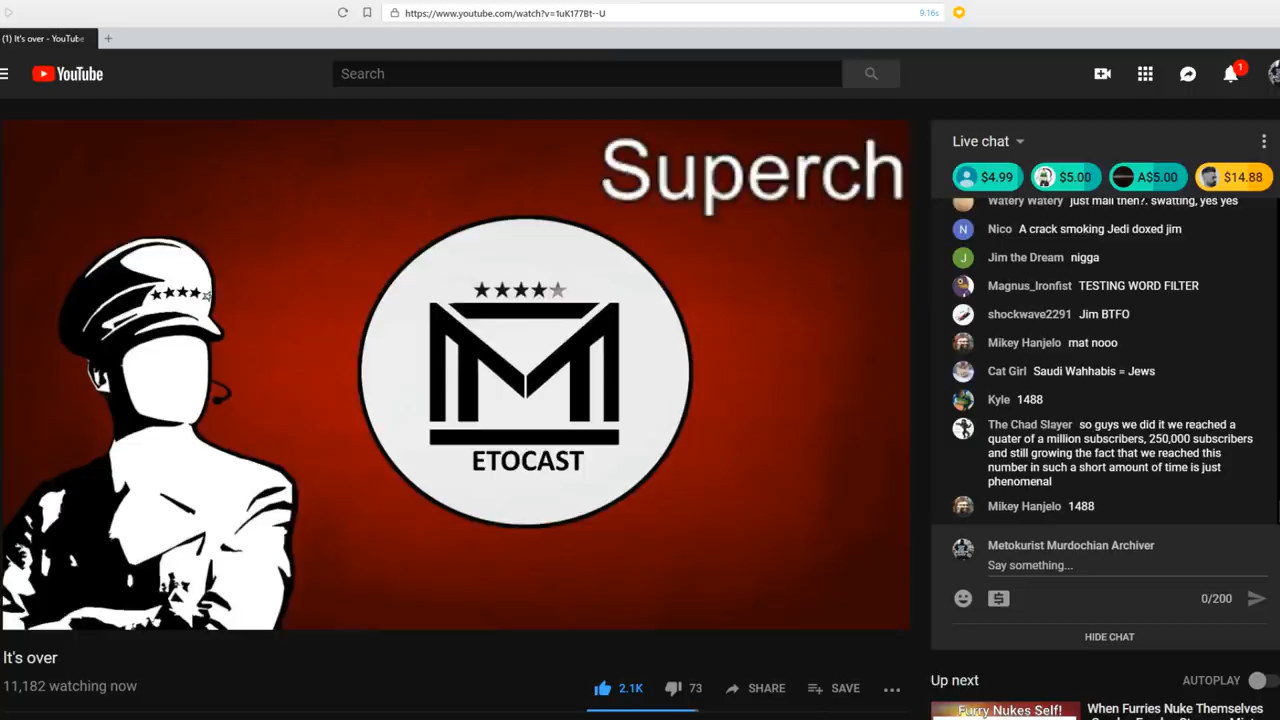 https://www.youtube.com/watch?v=1uK177Bt--U
9.16s
(1) It's over - YouTube
YouTube
Search
1
Superch
★★★★★
ETOCAST
Live chat
$4.99
$5.00
A$5.00
$14.88
Watery Watery just mail then?. swatting, yes yes
N
Nico A crack smoking Jedi doxed jim
J
Jim the Dream nigga
Magnus_Ironfist TESTING WORD FILTER
shockwave2291 Jim BTFO
Mikey Hanjelo mat nooo
Cat Girl Saudi Wahhabis = Jews
Kyle 1488
The Chad Slayer so guys we did it we reached a
quater of a million subscribers, 250,000 subscribers
and still growing the fact that we reached this
number in such a short amount of time is just
phenomenal
Mikey Hanjelo 1488
Metokurist Murdochian Archiver
Say something...
0/200
HIDE CHAT
It's over
11,182 watching now
2.1K
73
SHARE
SAVE
Up next
AUTOPLAY
Furry Nukes Self!
When Furries Nuke Themselves